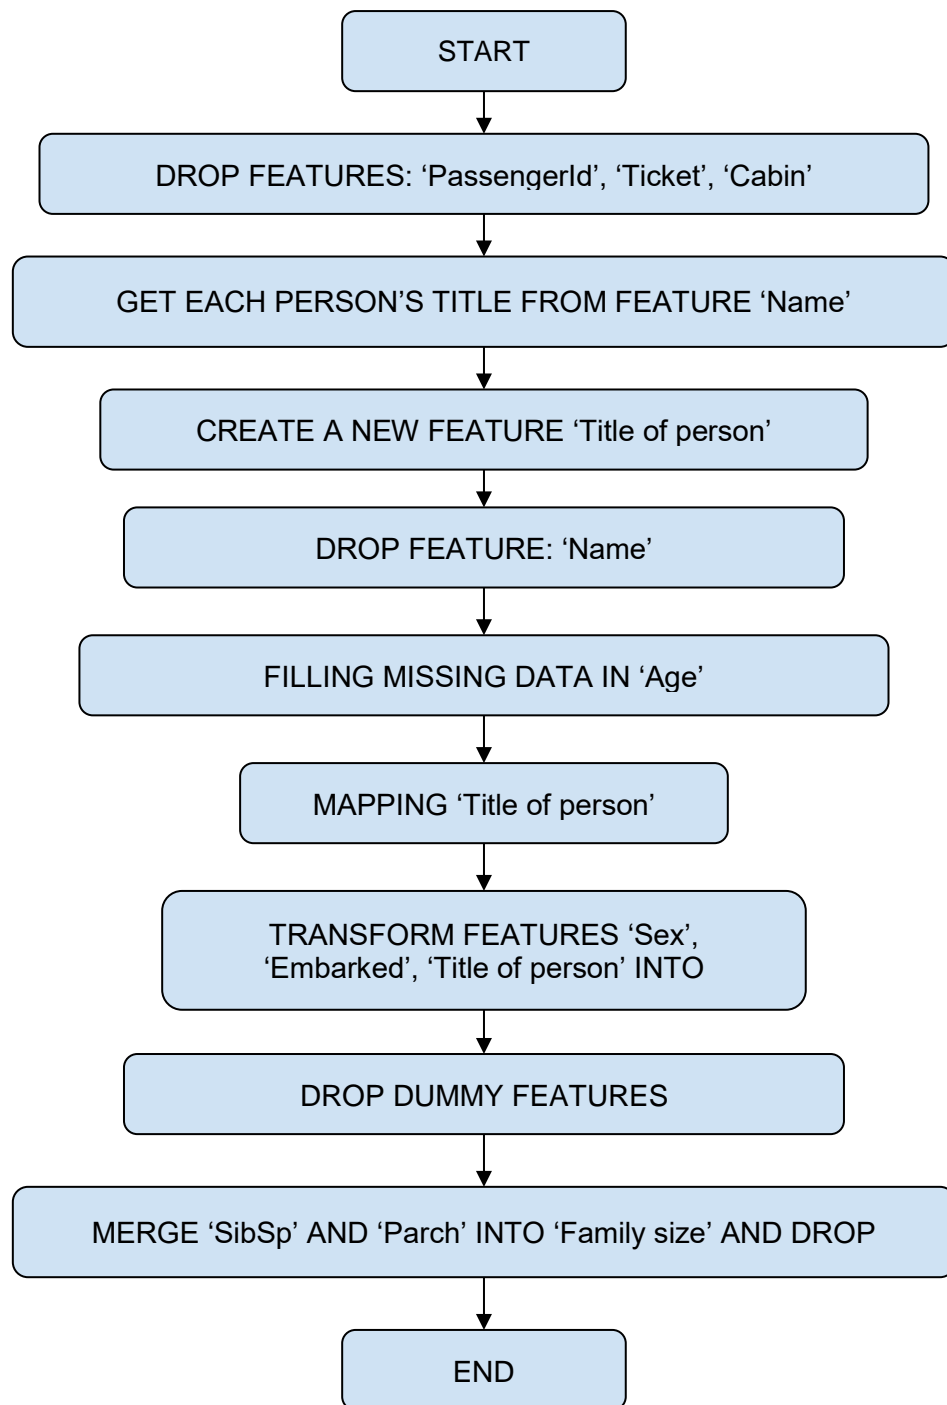 START
DROP FEATURES: ‘PassengerId’, ‘Ticket’, ‘Cabin’
GET EACH PERSON’S TITLE FROM FEATURE ‘Name’
CREATE A NEW FEATURE ‘Title of person’
DROP FEATURE: ‘Name’
FILLING MISSING DATA IN ‘Age’
MAPPING ‘Title of person’
TRANSFORM FEATURES ‘Sex’,
‘Embarked’, ‘Title of person’ INTO
DROP DUMMY FEATURES
MERGE ‘SibSp’ AND ‘Parch’ INTO ‘Family size’ AND DROP
END